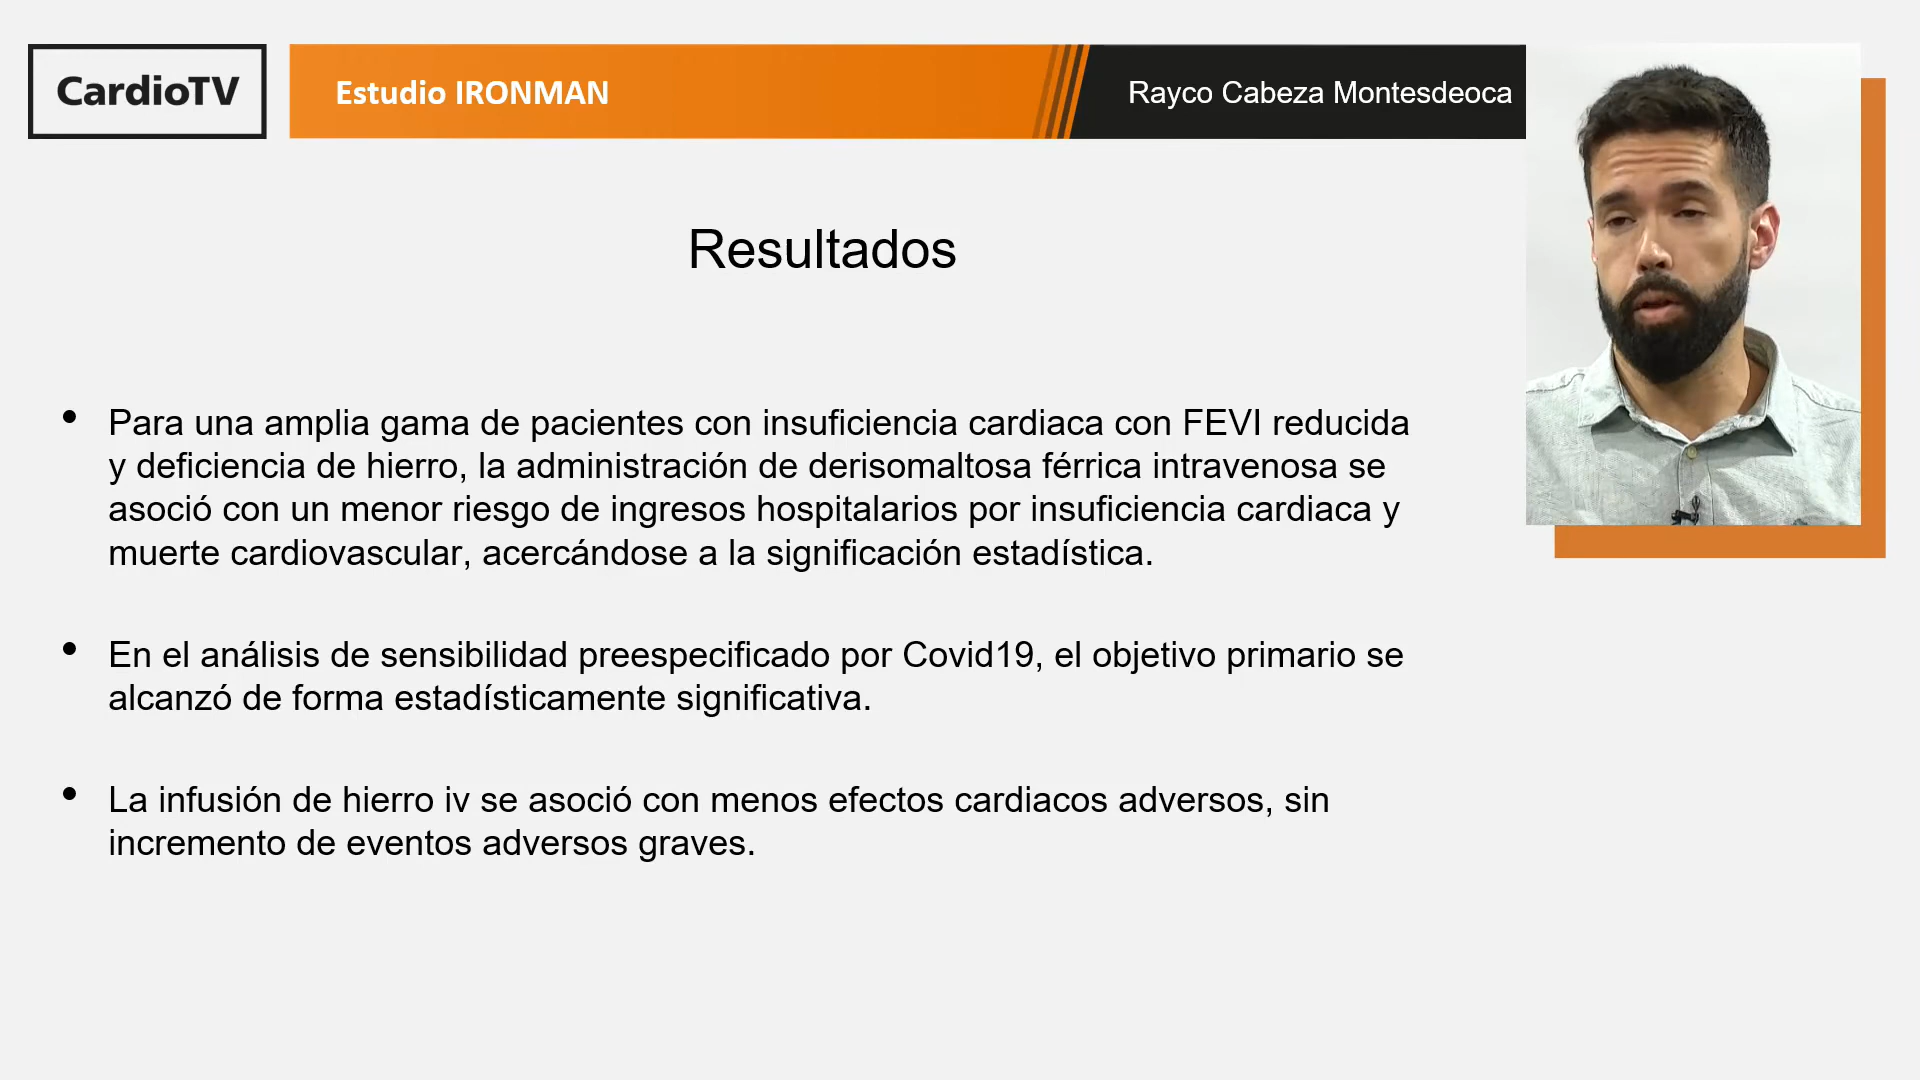 CardioTV
Estudio IRONMAN
Rayco Cabeza Montesdeoca
Resultados
• Para una amplia gama de pacientes con insuficiencia cardiaca con FEVI reducida
y deficiencia de hierro, la administración de derisomaltosa férrica intravenosa se
asoció con un menor riesgo de ingresos hospitalarios por insuficiencia cardiaca y
muerte cardiovascular, acercándose a la significación estadística.
• En el análisis de sensibilidad preespecificado por Covid19, el objetivo primario se
alcanzó de forma estadísticamente significativa.
• La infusión de hierro iv se asoció con menos efectos cardiacos adversos, sin
incremento de eventos adversos graves.